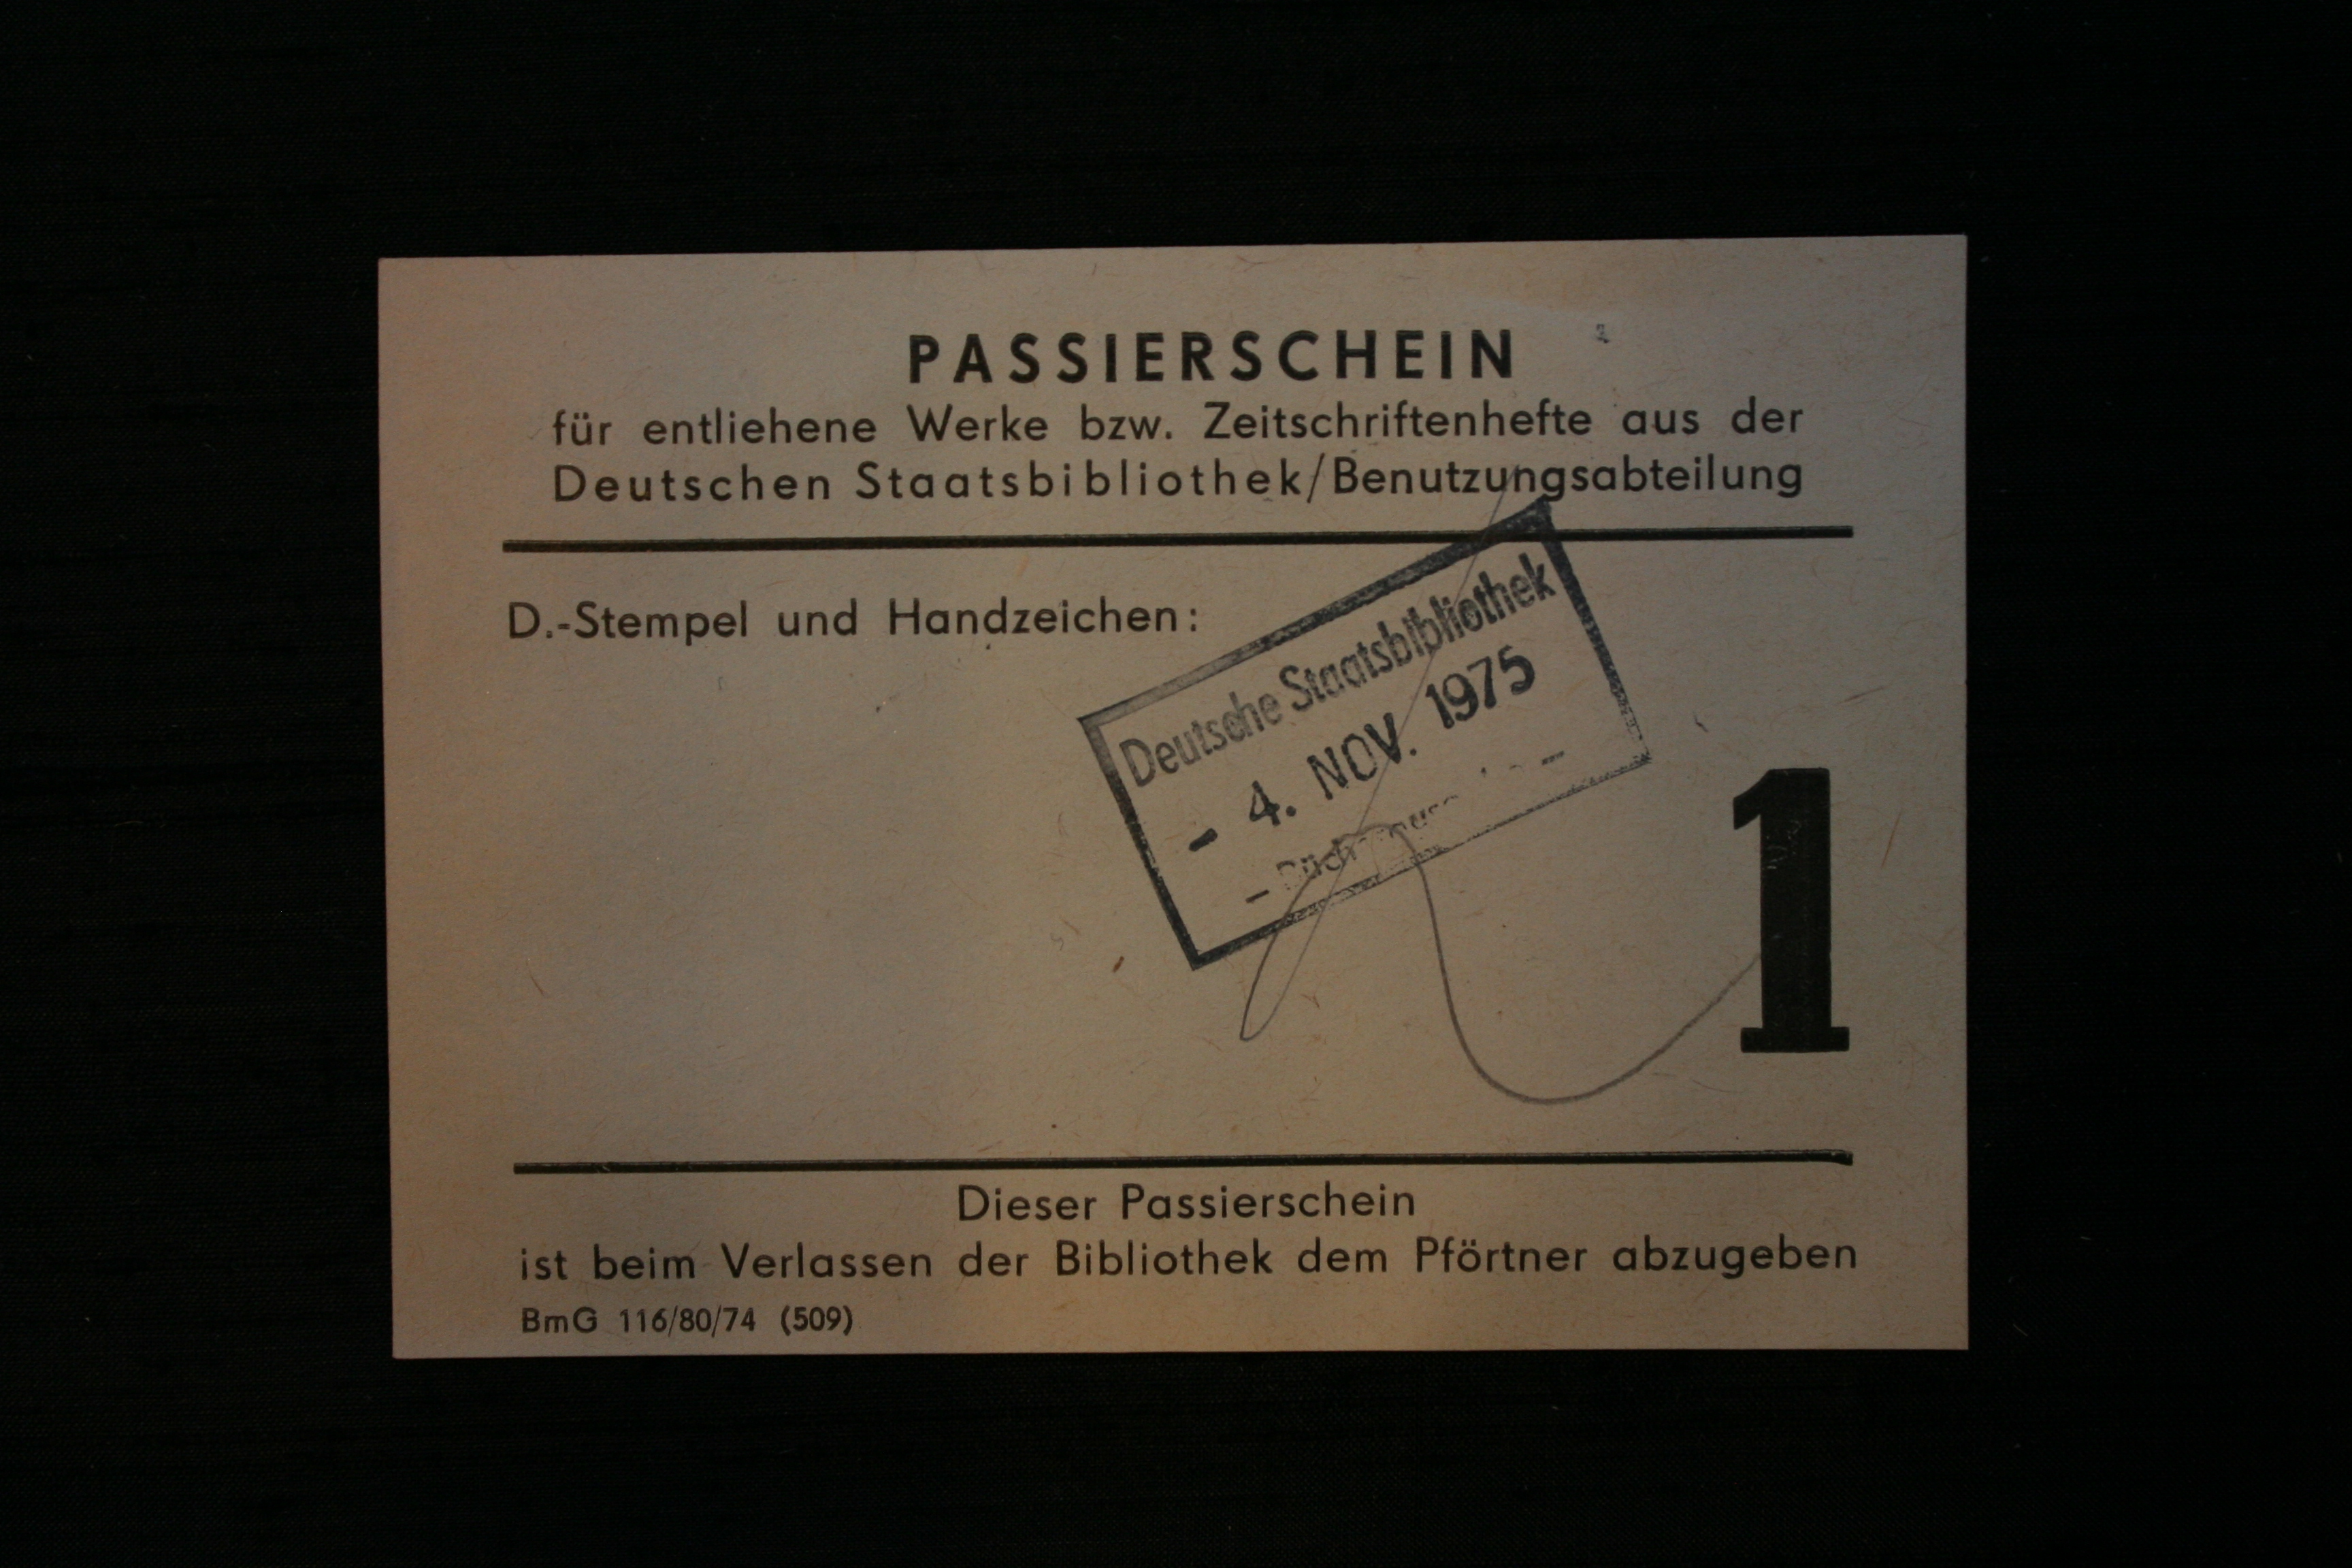 PASSIERSCHEIN
für entliehene Werke bzw. Zeitschriftenhefte aus der
Deutschen Staatsbibliothek/Benutzungsabteilung
D.-Stempel und Handzeichen:
Deutsche Staatsbibliothek
- 4. NOV. 1975
1
Dieser Passierschein
ist beim Verlassen der Bibliothek dem Pförtner abzugeben
BmG 116/80/74 (509)